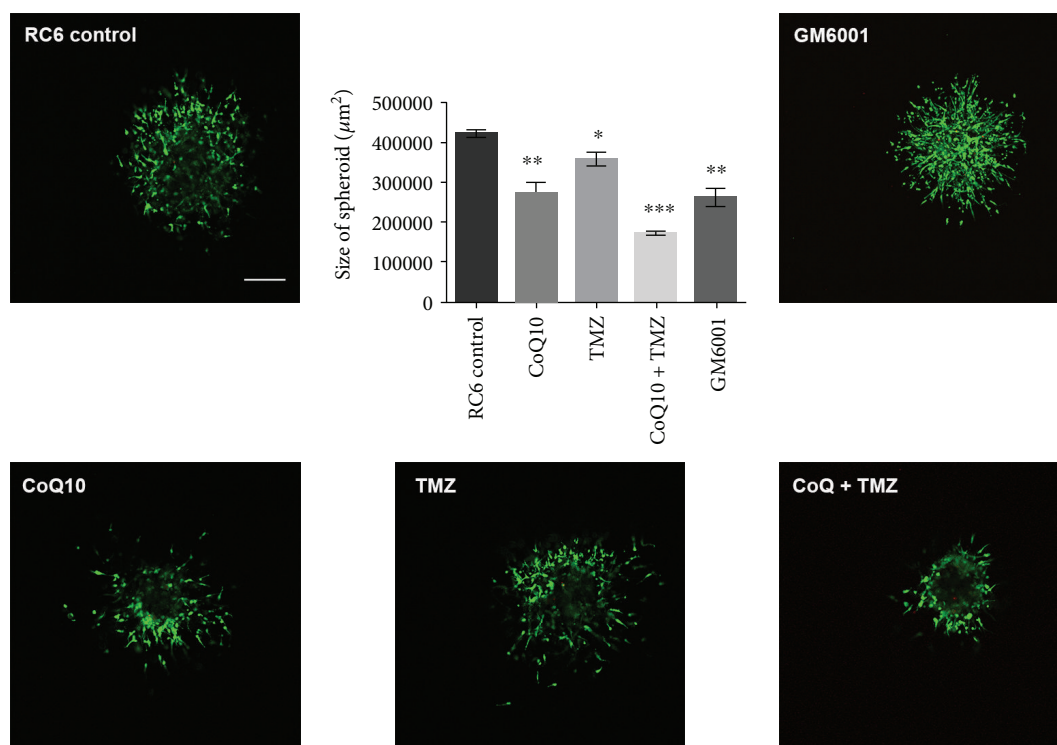 RC6 control
GM6001
Size of spheroid (μm²)
500000
400000
300000
200000
100000
0
**
*
***
**
RC6 control
CoQ10
TMZ
CoQ10 + TMZ
GM6001
CoQ10
TMZ
CoQ + TMZ